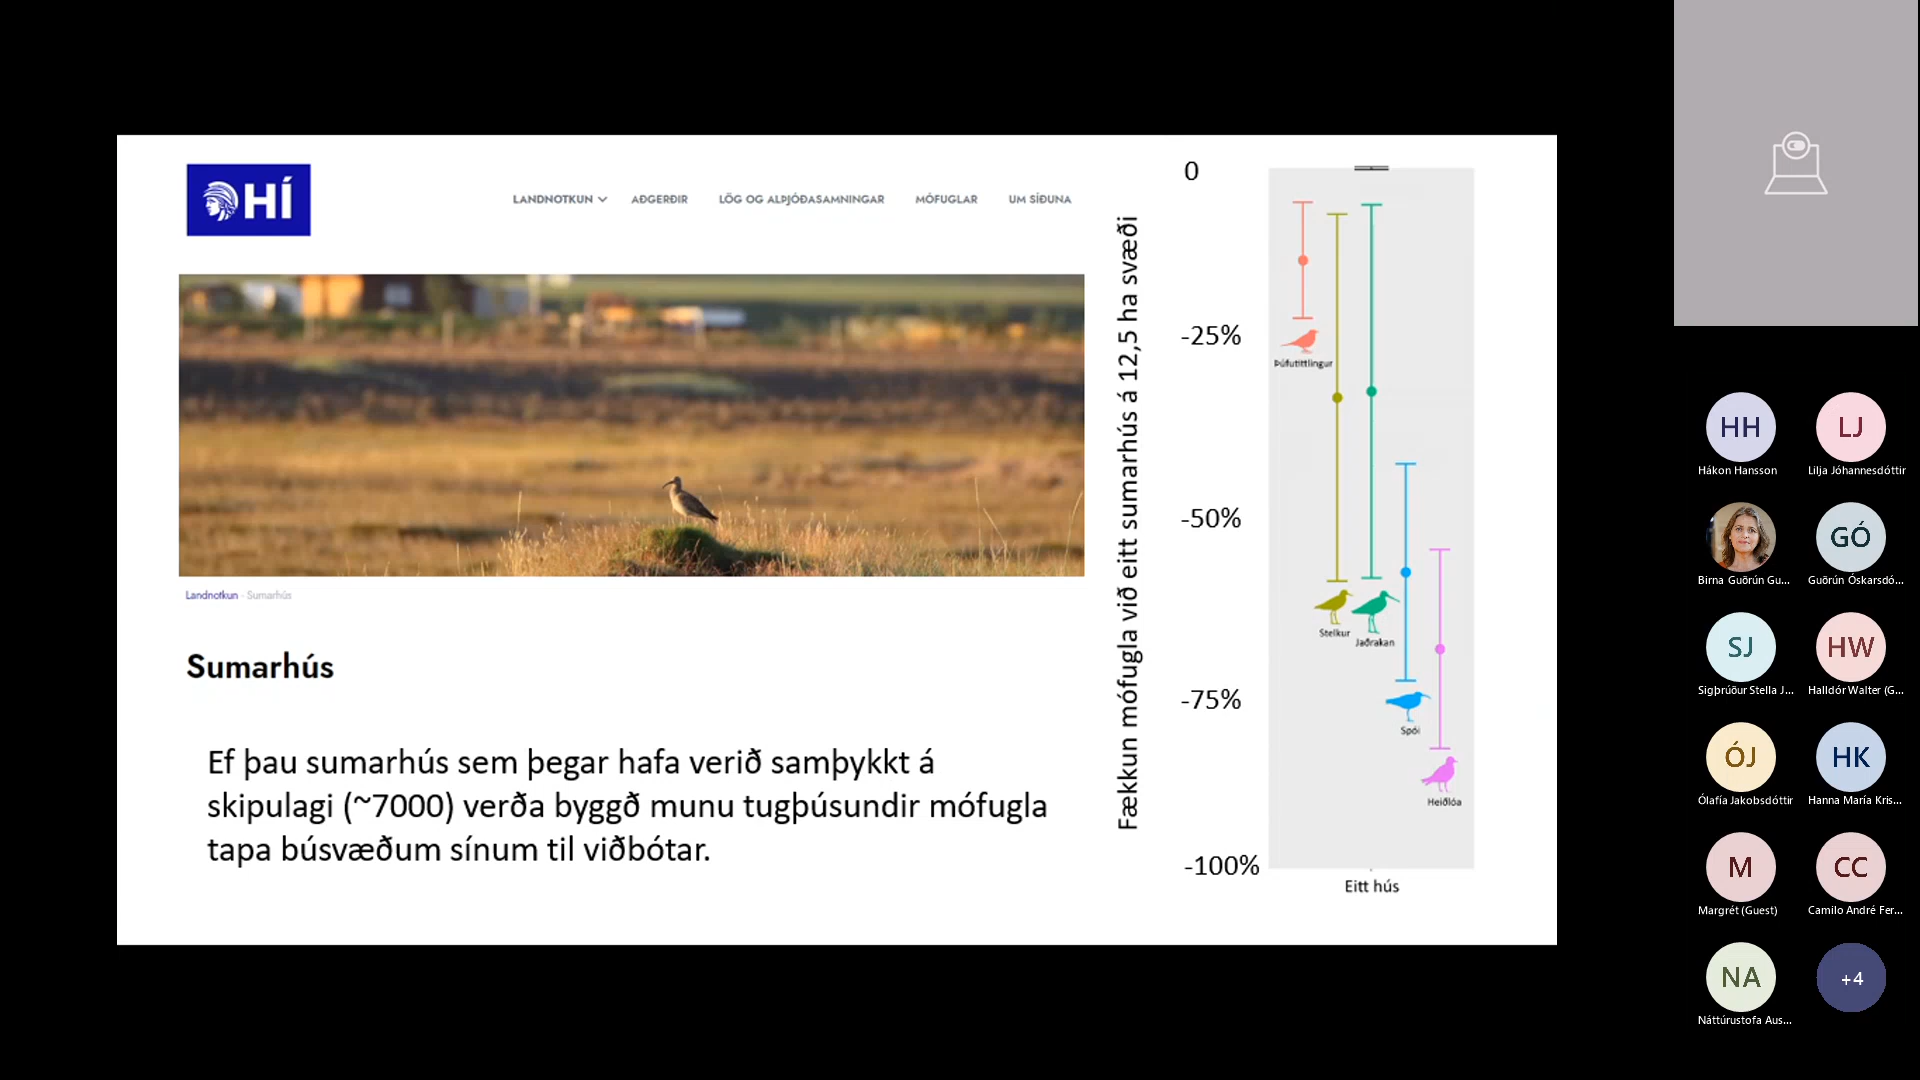 HÍ
LANDNOTKUN
AÐGERÐIR
LÖG OG ALÞJÓÐASAMNINGAR
MÓFUGLAR
UM SÍÐUNA
Landnotkun - Sumarhús
Sumarhús
Ef þau sumarhús sem þegar hafa verið samþykkt á
skipulagi (~7000) verða byggð munu tugþúsundir mófugla
tapa búsvæðum sínum til viðbótar.
Fækkun mófugla við eitt sumarhús á 12,5 ha svæði
0
-25%
-50%
-75%
-100%
Þúfutittlingur
Stelkur
Jaðrakan
Spói
Heiðlóa
Eitt hús
HH
Hákon Hansson
LJ
Lilja Jóhannesdóttir
Birna Guðrún Gu...
GÓ
Guðrún Óskarsdó...
SJ
Sigþrúður Stella J...
HW
Halldór Walter (G...
ÓJ
Ólafía Jakobsdóttir
HK
Hanna María Kris...
M
Margrét (Guest)
CC
Camilo André Fer...
NA
Náttúrustofa Aus...
+4